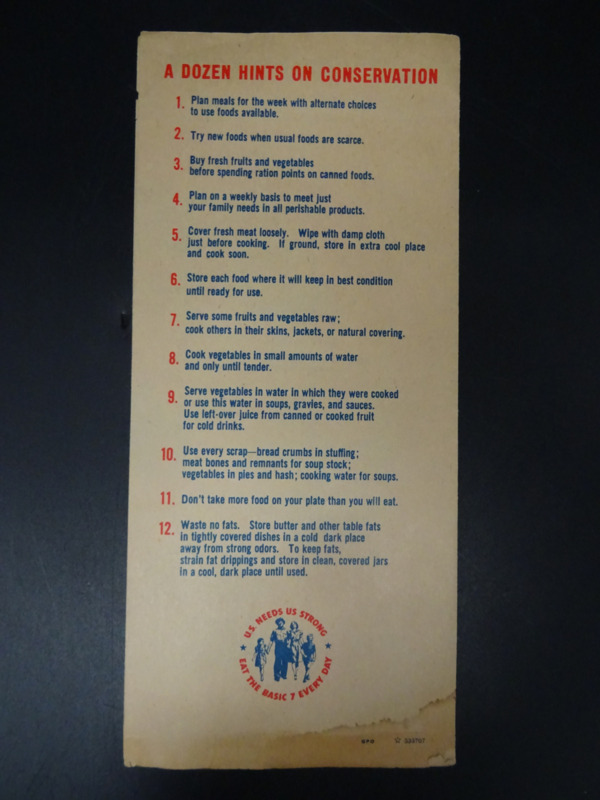 A DOZEN HINTS ON CONSERVATION
1. Plan meals for the week with alternate choices
to use foods available.
2. Try new foods when usual foods are scarce.
3. Buy fresh fruits and vegetables
before spending ration points on canned foods.
4. Plan on a weekly basis to meet just
your family needs in all perishable products.
5. Cover fresh meat loosely. Wipe with damp cloth
just before cooking. If ground, store in extra cool place
and cook soon.
6. Store each food where it will keep in best condition
until ready for use.
7. Serve some fruits and vegetables raw;
cook others in their skins, jackets, or natural covering.
8. Cook vegetables in small amounts of water
and only until tender.
9. Serve vegetables in water in which they were cooked
or use this water in soups, gravies, and sauces.
Use left-over juice from canned or cooked fruit
for cold drinks.
10. Use every scrap—bread crumbs in stuffing;
meat bones and remnants for soup stock;
vegetables in pies and hash; cooking water for soups.
11. Don't take more food on your plate than you will eat.
12. Waste no fats. Store butter and other table fats
in tightly covered dishes in a cold dark place
away from strong odors. To keep fats,
strain fat drippings and store in clean, covered jars
in a cool, dark place until used.
U.S. NEEDS US STRONG
EAT THE BASIC 7 EVERY DAY